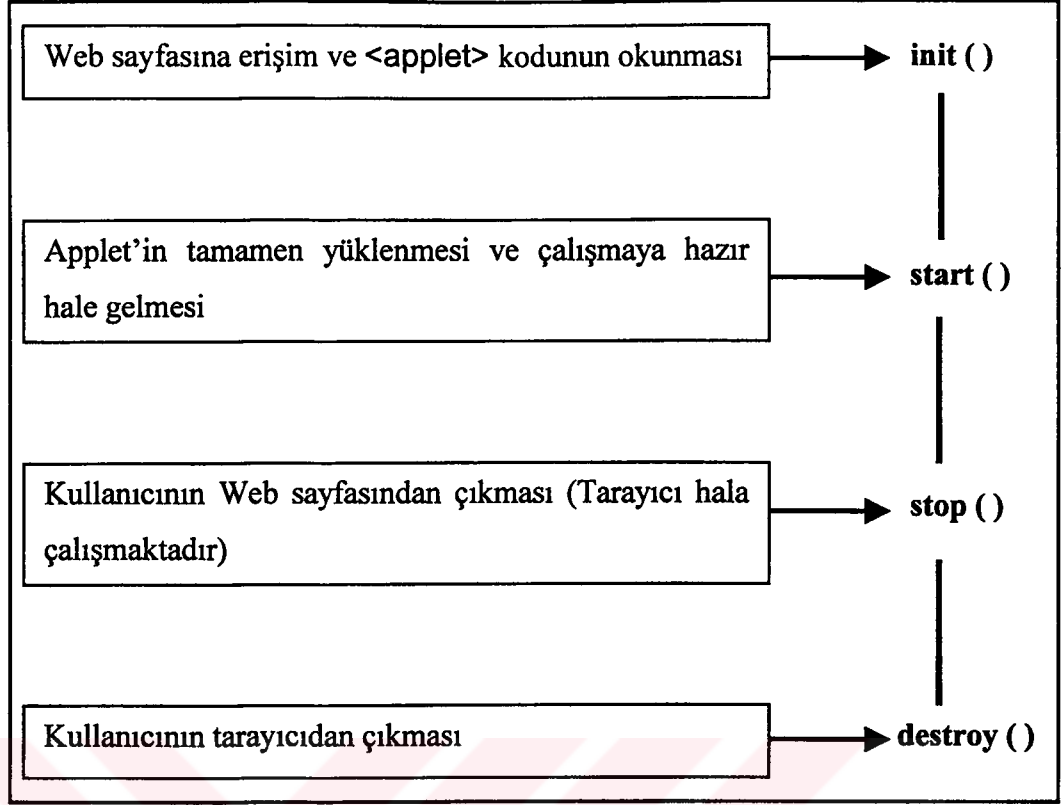 Web sayfasına erişim ve <applet> kodunun okunması
init ( )
Applet’in tamamen yüklenmesi ve çalışmaya hazır
hale gelmesi
start ( )
Kullanıcının Web sayfasından çıkması (Tarayıcı hala
çalışmaktadır)
stop ( )
Kullanıcının tarayıcıdan çıkması
destroy ( )